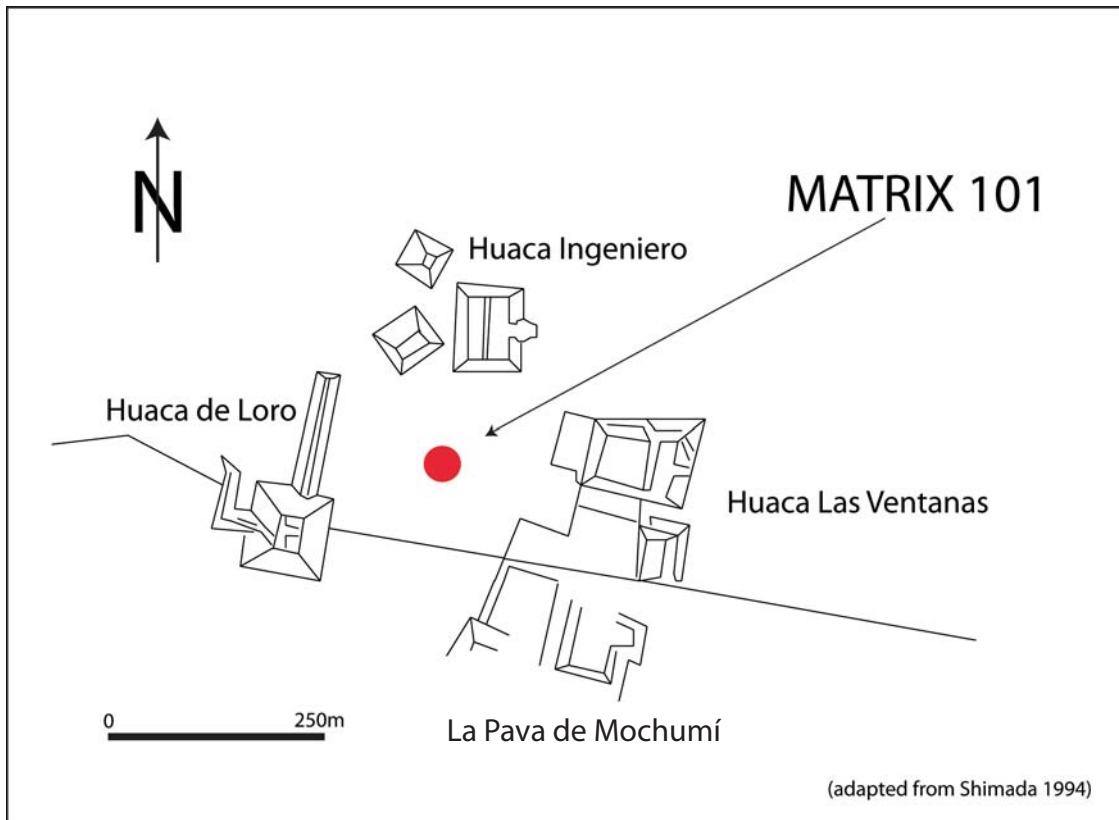 N
MATRIX 101
Huaca Ingeniero
Huaca de Loro
Huaca Las Ventanas
0 250m
La Pava de Mochumí
(adapted from Shimada 1994)